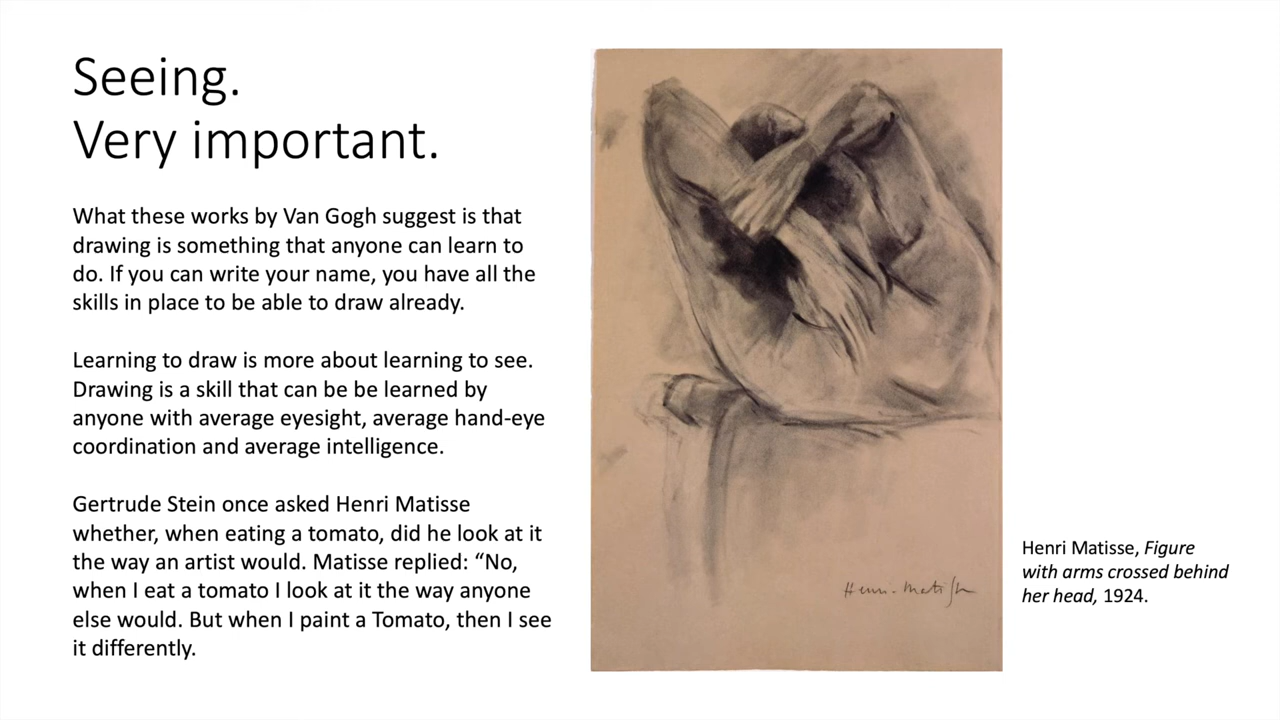 Seeing.
Very important.
What these works by Van Gogh suggest is that
drawing is something that anyone can learn to
do. If you can write your name, you have all the
skills in place to be able to draw already.
Learning to draw is more about learning to see.
Drawing is a skill that can be be learned by
anyone with average eyesight, average hand-eye
coordination and average intelligence.
Gertrude Stein once asked Henri Matisse
whether, when eating a tomato, did he look at it
the way an artist would. Matisse replied: “No,
when I eat a tomato I look at it the way anyone
else would. But when I paint a Tomato, then I see
it differently.
Henri-Matisse
Henri Matisse, Figure
with arms crossed behind
her head, 1924.